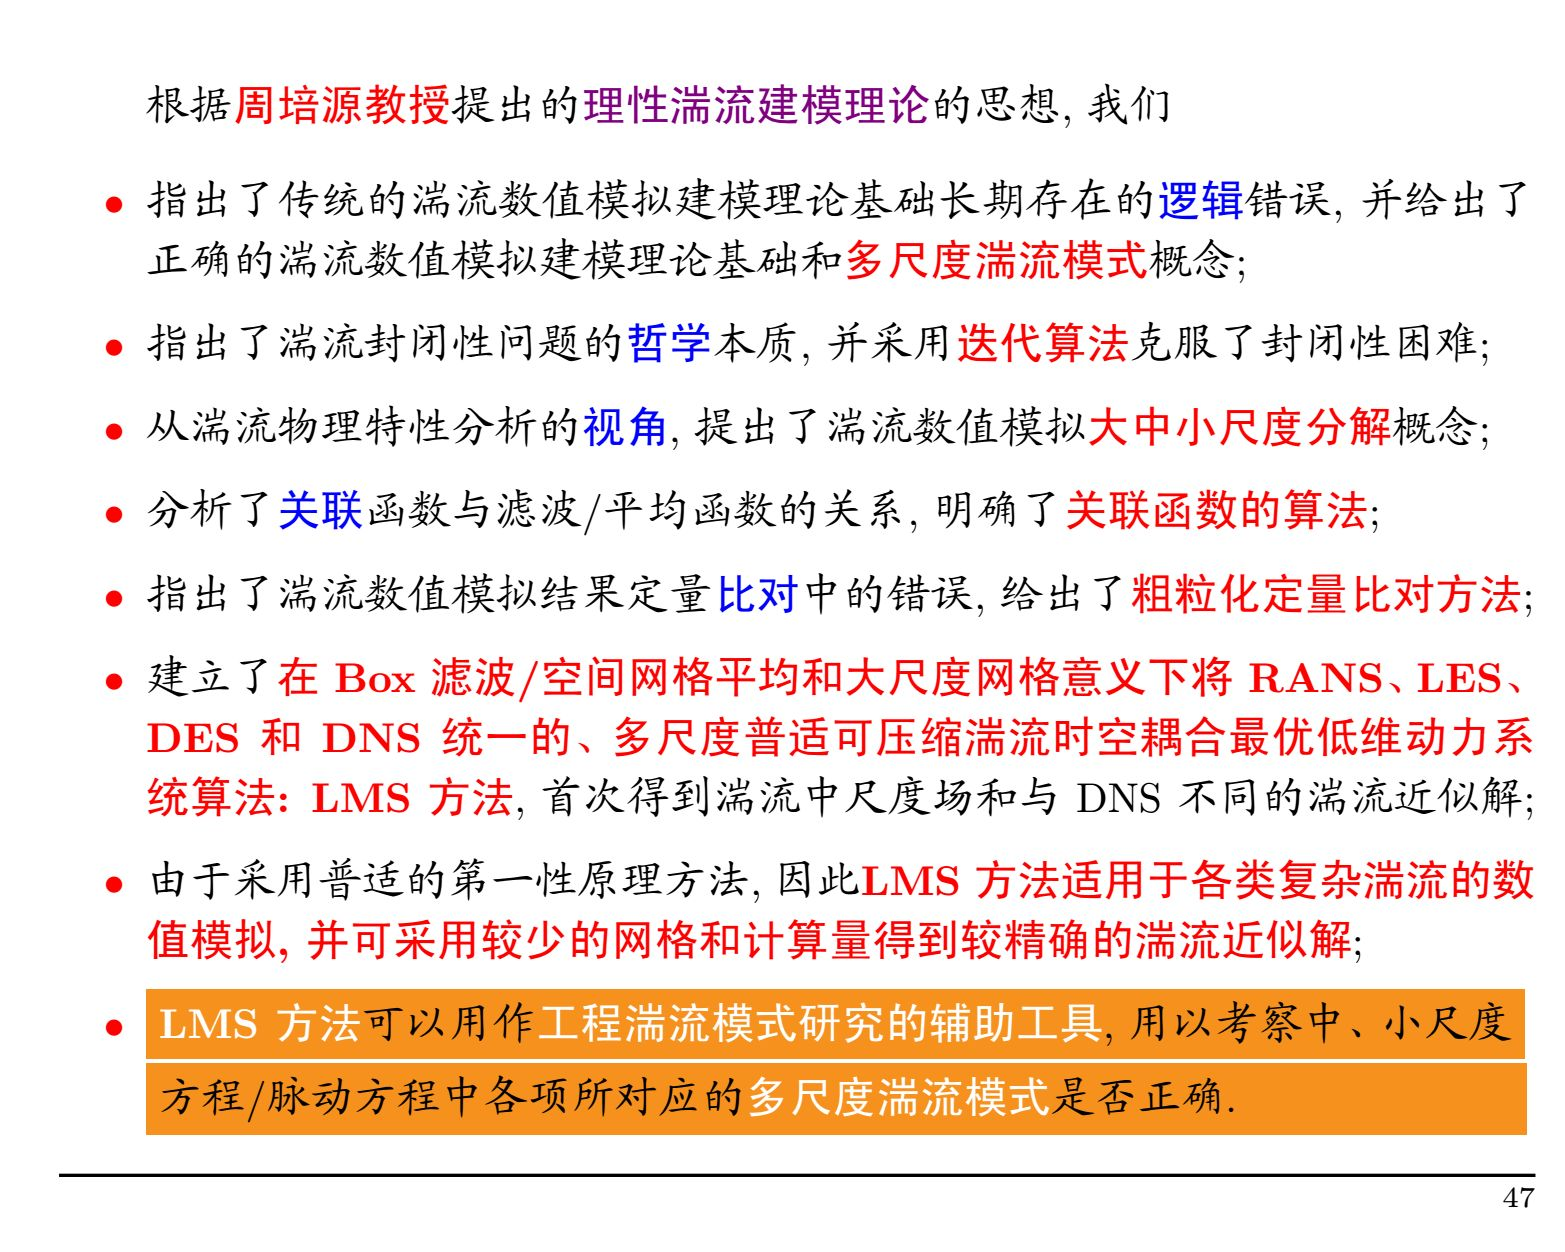 根据周培源教授提出的理性湍流建模理论的思想, 我们
• 指出了传统的湍流数值模拟建模理论基础长期存在的逻辑错误, 并给出了
正确的湍流数值模拟建模理论基础和多尺度湍流模式概念;
• 指出了湍流封闭性问题的哲学本质, 并采用迭代算法克服了封闭性困难;
• 从湍流物理特性分析的视角, 提出了湍流数值模拟大中小尺度分解概念;
• 分析了关联函数与滤波/平均函数的关系, 明确了关联函数的算法;
• 指出了湍流数值模拟结果定量比对中的错误, 给出了粗粒化定量比对方法;
• 建立了在 Box 滤波/空间网格平均和大尺度网格意义下将 RANS、LES、
DES 和 DNS 统一的、多尺度普适可压缩湍流时空耦合最优低维动力系
统算法: LMS 方法, 首次得到湍流中尺度场和与 DNS 不同的湍流近似解;
• 由于采用普适的第一性原理方法, 因此LMS 方法适用于各类复杂湍流的数
值模拟, 并可采用较少的网格和计算量得到较精确的湍流近似解;
• LMS 方法可以用作工程湍流模式研究的辅助工具, 用以考察中、小尺度
方程/脉动方程中各项所对应的多尺度湍流模式是否正确.
47